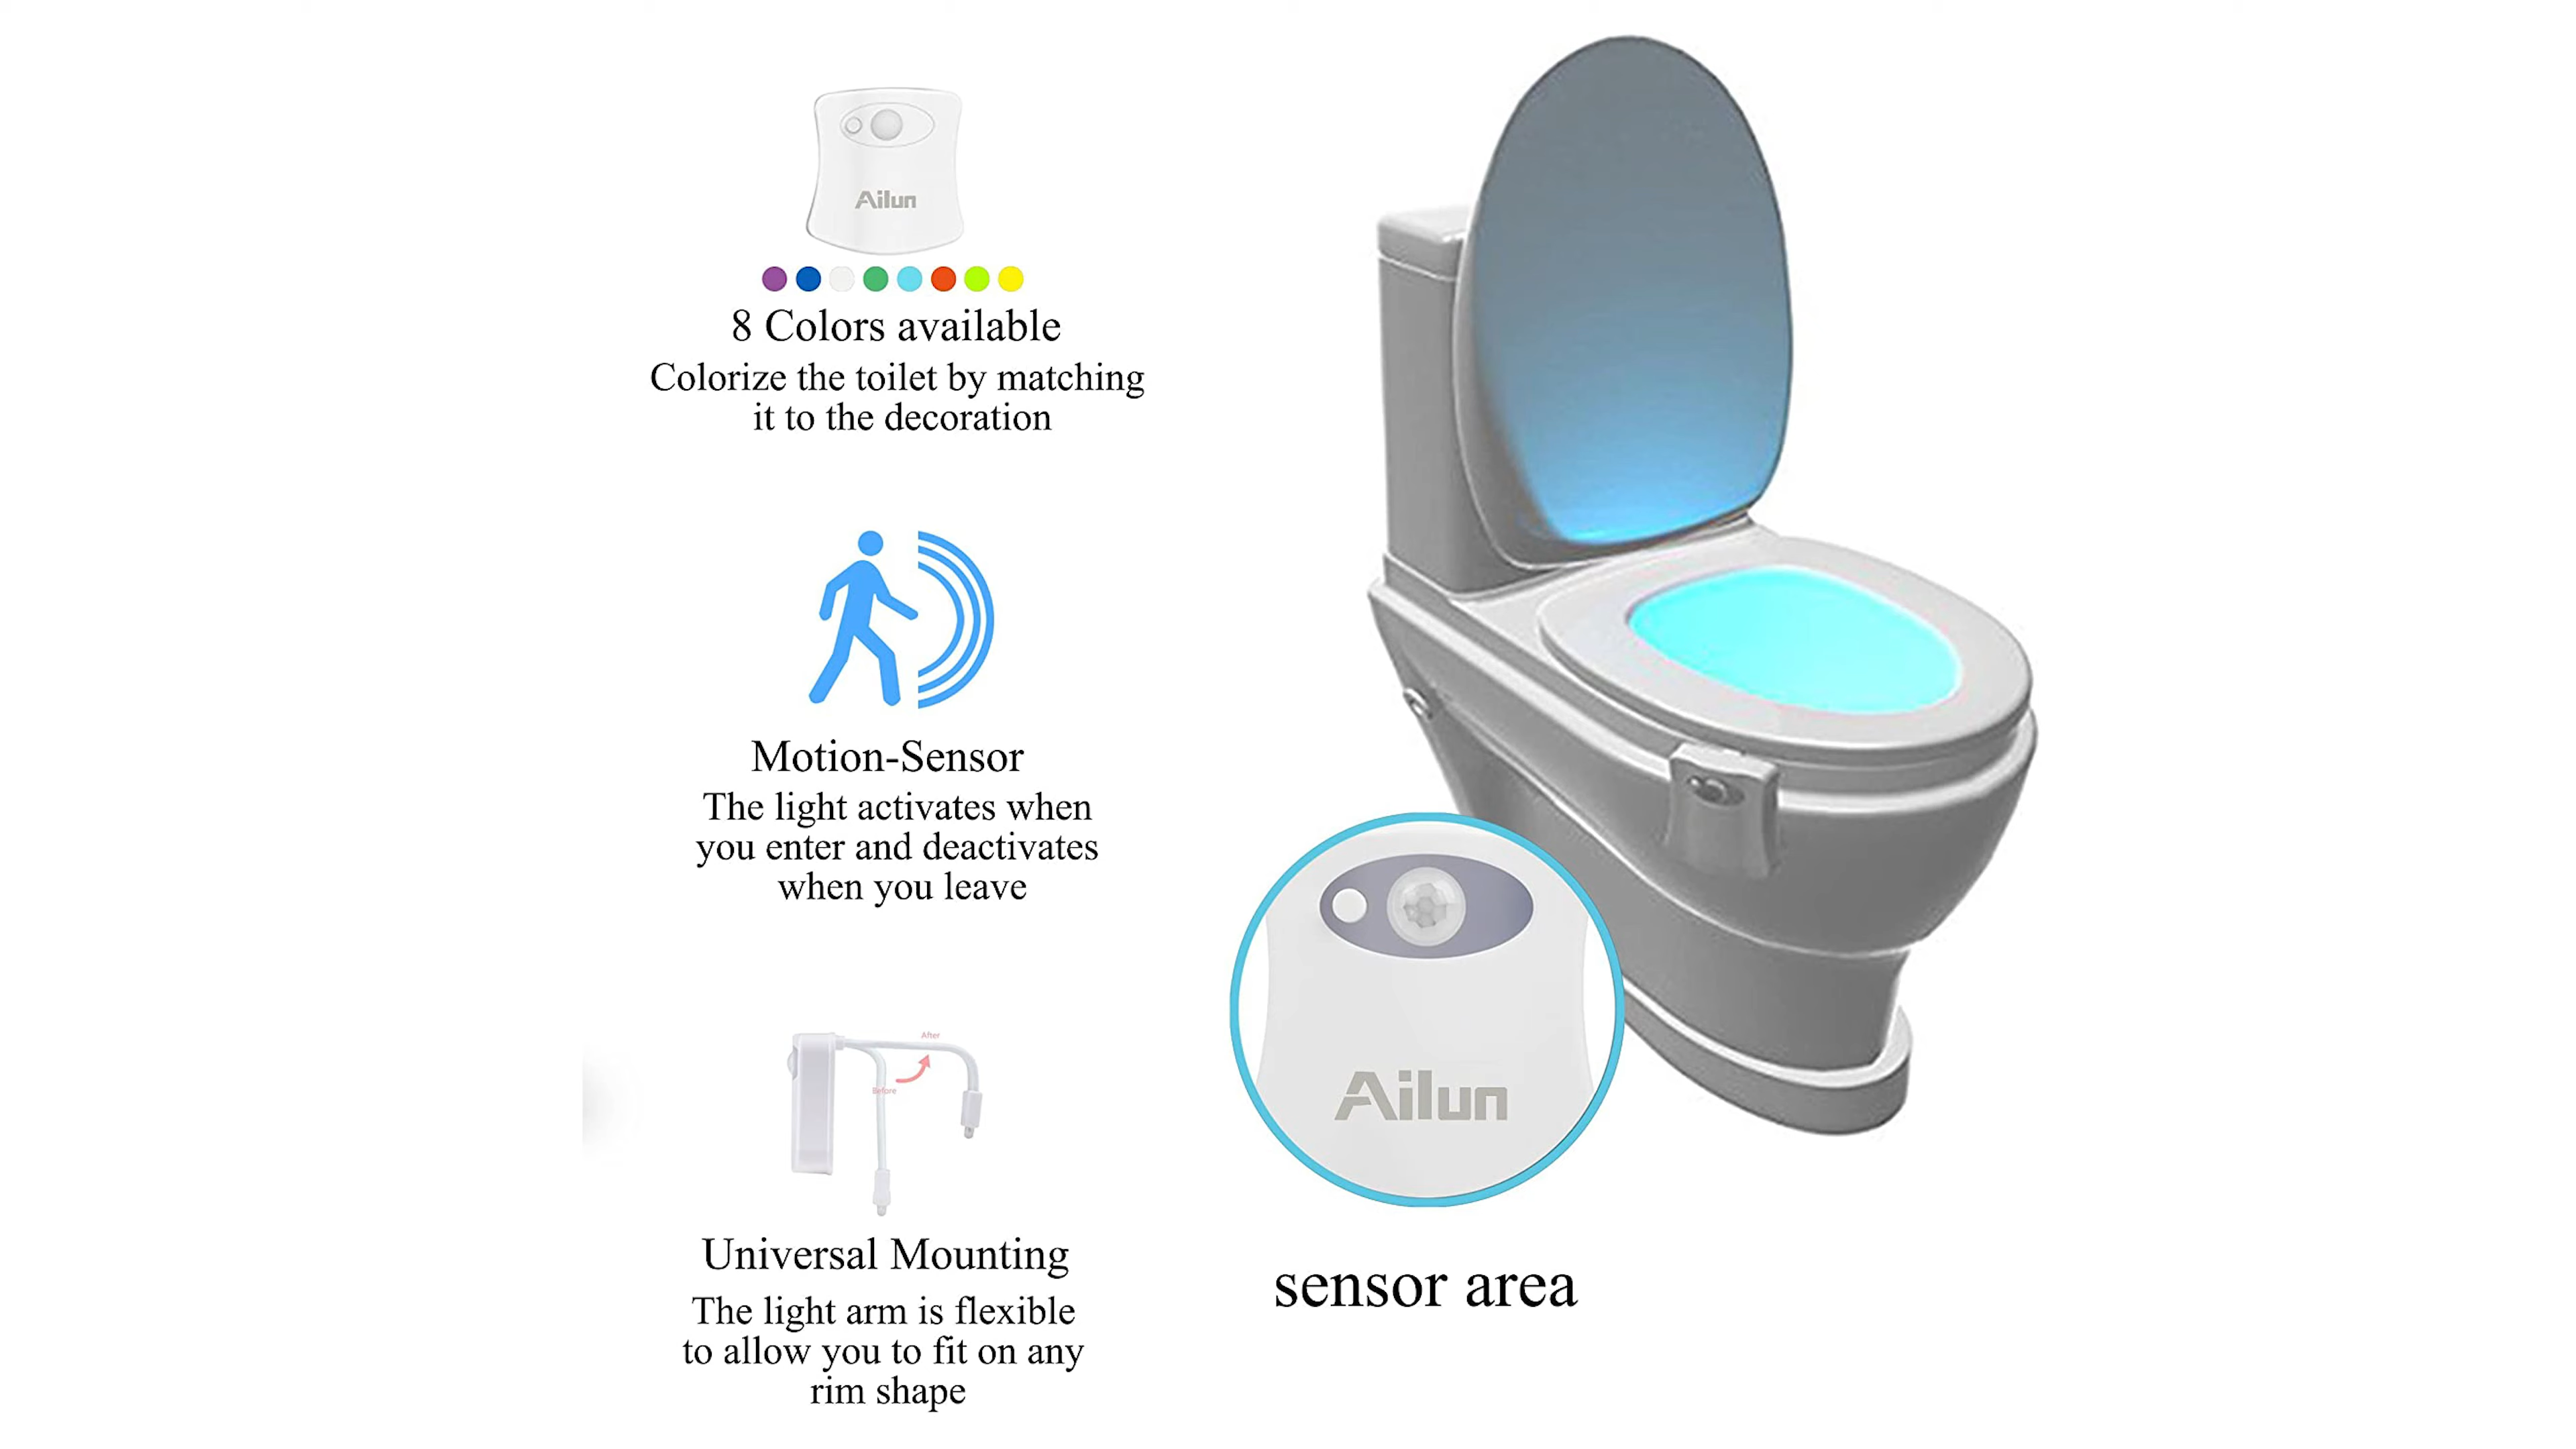 Ailun
8 Colors available
Colorize the toilet by matching
it to the decoration
Motion-Sensor
The light activates when
you enter and deactivates
when you leave
After
Before
Universal Mounting
The light arm is flexible
to allow you to fit on any
rim shape
Ailun
sensor area